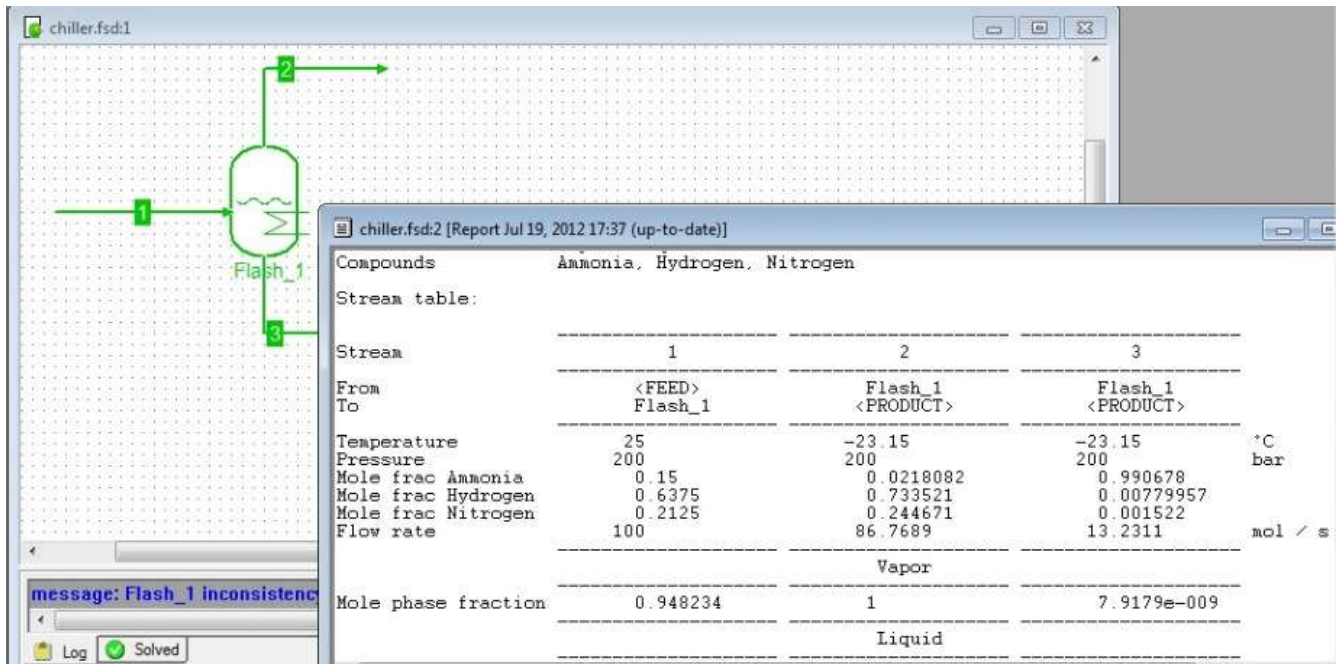 chiller.fsd:1
2
1
Flash_1
3
chiller.fsd:2 [Report Jul 19, 2012 17:37 (up-to-date)]
Compounds Ammonia, Hydrogen, Nitrogen
Stream table:
Stream 1 2 3
From <FEED> Flash_1 Flash_1
To Flash_1 <PRODUCT> <PRODUCT>
Temperature 25 -23.15 -23.15 °C
Pressure 200 200 200 bar
Mole frac Ammonia 0.15 0.0218082 0.990678
Mole frac Hydrogen 0.6375 0.733521 0.00779957
Mole frac Nitrogen 0.2125 0.244671 0.001522
Flow rate 100 86.7689 13.2311 mol / s
Vapor
Mole phase fraction 0.948234 1 7.9179e-009
Liquid
message: Flash_1 inconsistenc
Log Solved